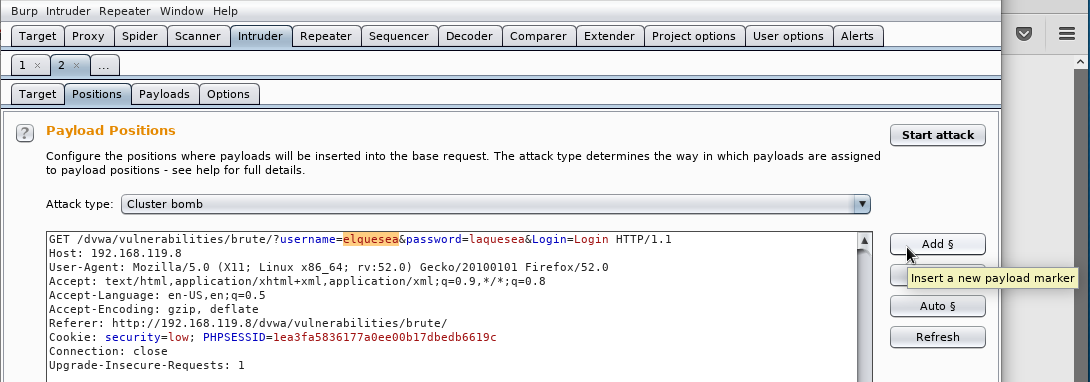 Burp Intruder Repeater Window Help
Target Proxy Spider Scanner Intruder Repeater Sequencer Decoder Comparer Extender Project options User options Alerts
1 × 2 × ...
Target Positions Payloads Options
? Payload Positions
Start attack
Configure the positions where payloads will be inserted into the base request. The attack type determines the way in which payloads are assigned
to payload positions - see help for full details.
Attack type: Cluster bomb
GET /dvwa/vulnerabilities/brute/?username=elquesea&password=laquesea&Login=Login HTTP/1.1
Host: 192.168.119.8
User-Agent: Mozilla/5.0 (X11; Linux x86_64; rv:52.0) Gecko/20100101 Firefox/52.0
Accept: text/html,application/xhtml+xml,application/xml;q=0.9,*/*;q=0.8
Accept-Language: en-US,en;q=0.5
Accept-Encoding: gzip, deflate
Referer: http://192.168.119.8/dvwa/vulnerabilities/brute/
Cookie: security=low; PHPSESSID=1ea3fa5836177a0ee00b17dbedb6619c
Connection: close
Upgrade-Insecure-Requests: 1
Add §
Insert a new payload marker
Auto §
Refresh